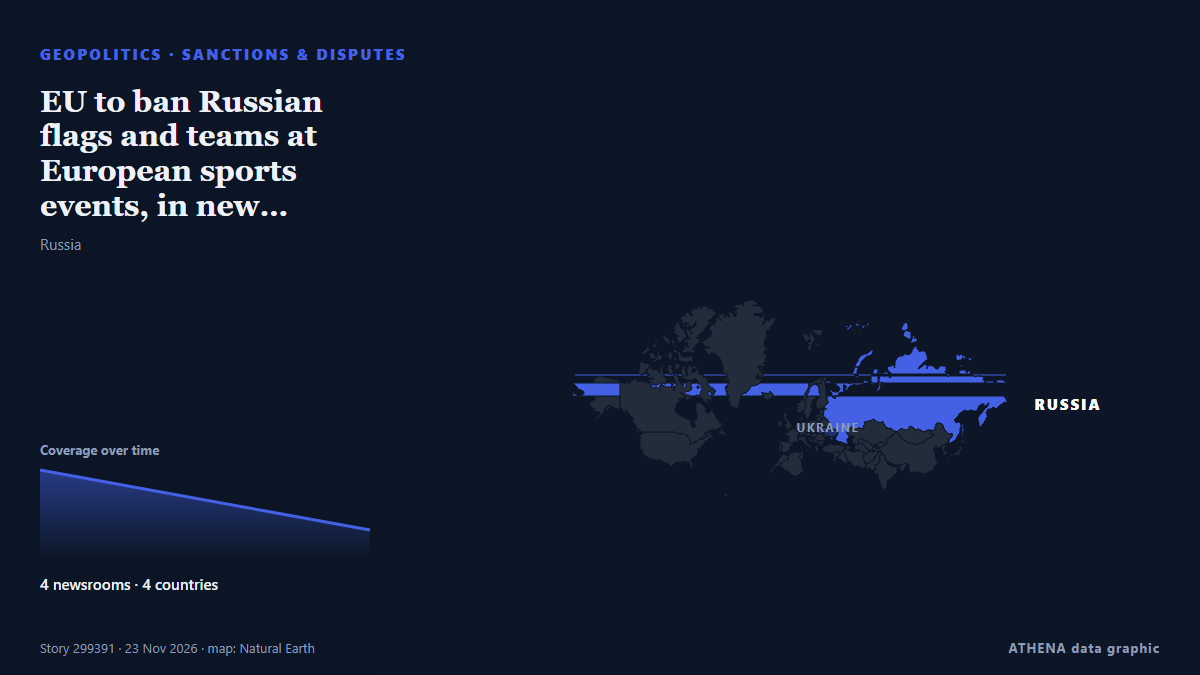 GEOPOLITICS · SANCTIONS & DISPUTES
EU to ban Russian
flags and teams at
European sports
events, in new…
Russia
UKRAINE
RUSSIA
Coverage over time
4 newsrooms · 4 countries
Story 299391 · 23 Nov 2026 · map: Natural Earth
ATHENA data graphic